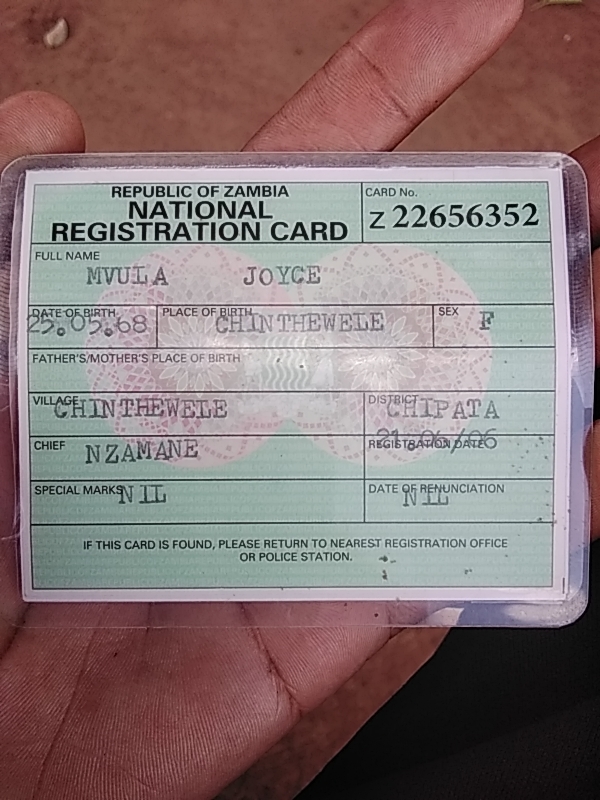 REPUBLIC OF ZAMBIA
NATIONAL
REGISTRATION CARD
CARD No.
Z 22656352
FULL NAME
MVULA JOYCE
DATE OF BIRTH
25.05.68
PLACE OF BIRTH
CHINTHEWELE
SEX
F
FATHER'S/MOTHER'S PLACE OF BIRTH
VILLAGE
CHINTHEWELE
DISTRICT
CHIPATA
CHIEF
NZAMANE
REGISTRATION DATE
SPECIAL MARKS
NIL
DATE OF RENUNCIATION
NIL
IF THIS CARD IS FOUND, PLEASE RETURN TO NEAREST REGISTRATION OFFICE
OR POLICE STATION.